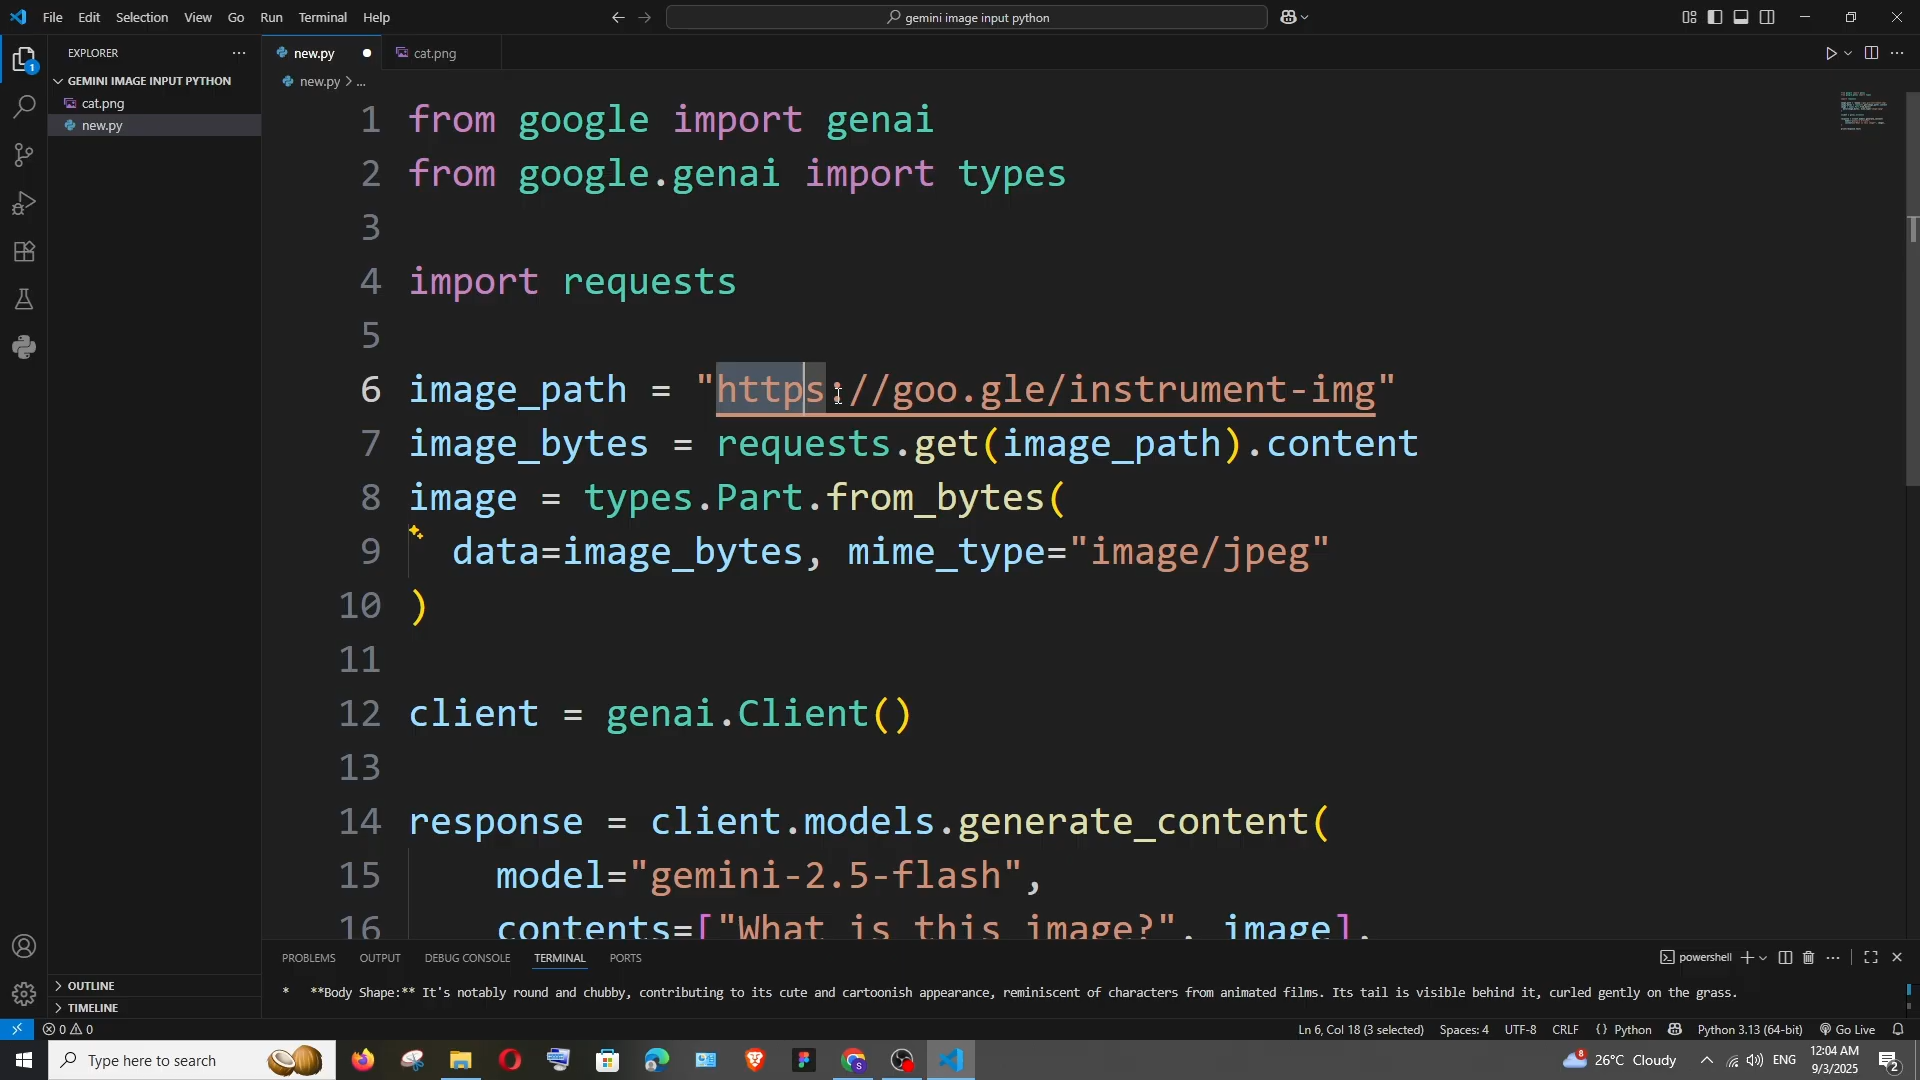 File Edit Selection View Go Run Terminal Help
gemini image input python
EXPLORER
new.py
cat.png
GEMINI IMAGE INPUT PYTHON
new.py > ...
cat.png
new.py
1 from google import genai
2 from google.genai import types
3
4 import requests
5
6 image_path = "https://goo.gle/instrument-img"
7 image_bytes = requests.get(image_path).content
8 image = types.Part.from_bytes(
9 data=image_bytes, mime_type="image/jpeg"
10 )
11
12 client = genai.Client()
13
14 response = client.models.generate_content(
15 model="gemini-2.5-flash",
16 contents=["What is this image?", image],
PROBLEMS OUTPUT DEBUG CONSOLE TERMINAL PORTS
powershell
* **Body Shape:** It's notably round and chubby, contributing to its cute and cartoonish appearance, reminiscent of characters from animated films. Its tail is visible behind it, curled gently on the grass.
OUTLINE
TIMELINE
0 0
Ln 6, Col 18 (3 selected) Spaces: 4 UTF-8 CRLF {} Python Python 3.13 (64-bit) Go Live
Type here to search
26°C Cloudy
ENG
12:04 AM
9/3/2025